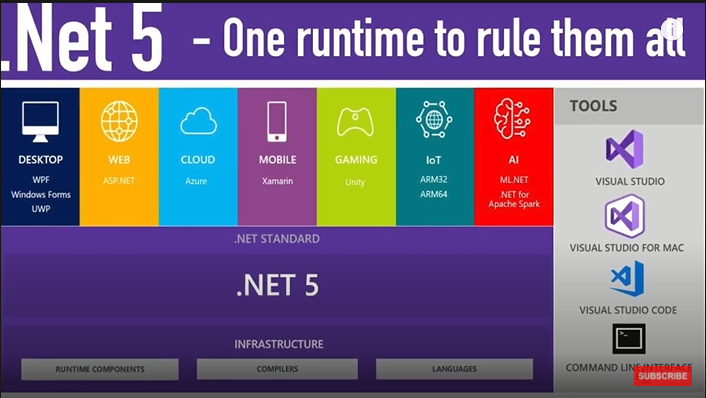 .Net 5 - One runtime to rule them all
i
DESKTOP
WPF
Windows Forms
UWP
WEB
ASP.NET
CLOUD
Azure
MOBILE
Xamarin
GAMING
Unity
IoT
ARM32
ARM64
AI
ML.NET
.NET for
Apache Spark
TOOLS
VISUAL STUDIO
VISUAL STUDIO FOR MAC
VISUAL STUDIO CODE
>_
COMMAND LINE INTERFACE
SUBSCRIBE
.NET STANDARD
.NET 5
INFRASTRUCTURE
RUNTIME COMPONENTS
COMPILERS
LANGUAGES